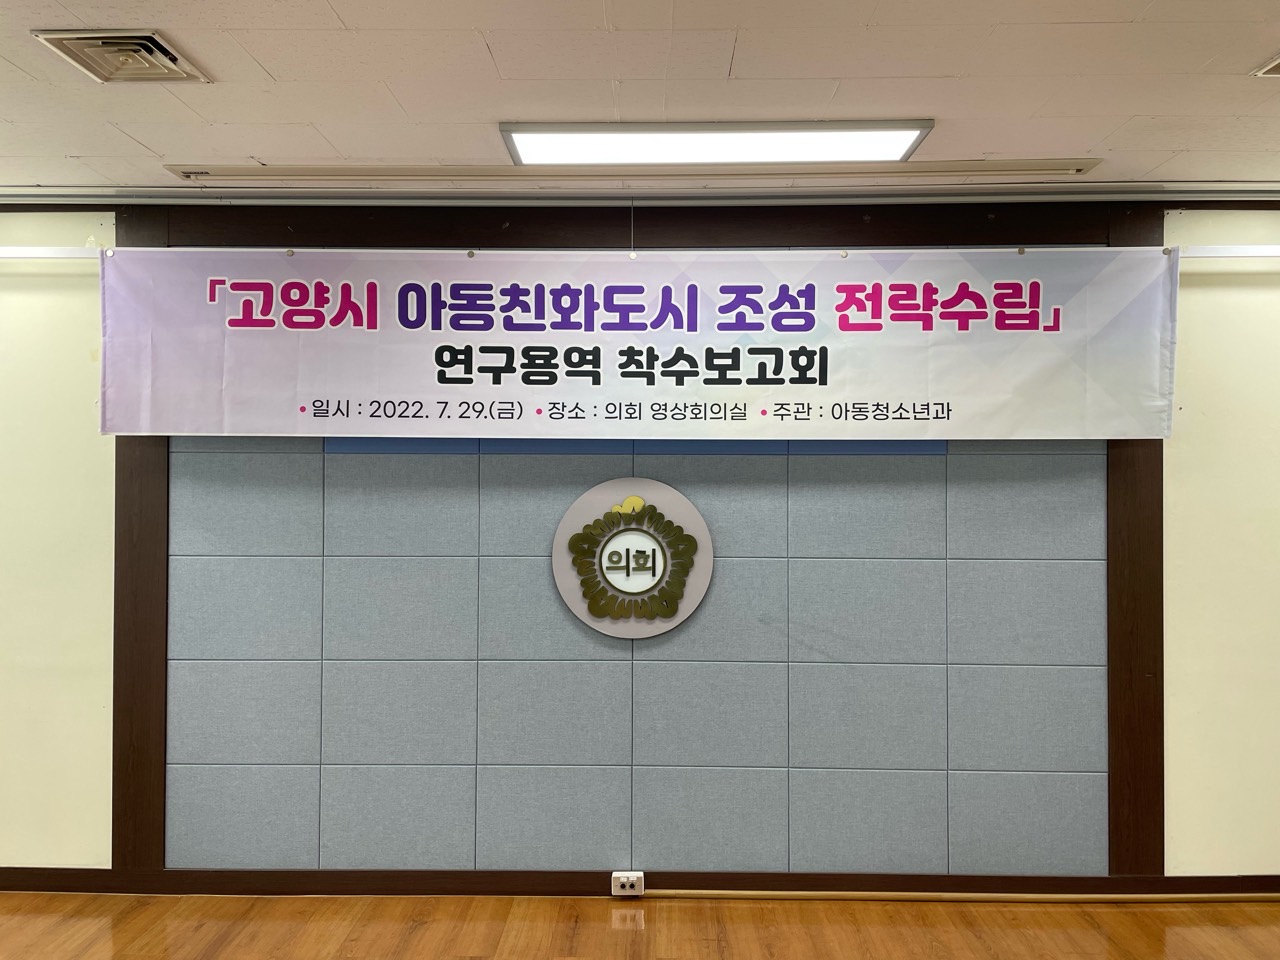 「고양시 아동친화도시 조성 전략수립」
연구용역 착수보고회
• 일시 : 2022. 7. 29.(금) • 장소 : 의회 영상회의실 • 주관 : 아동청소년과
의회